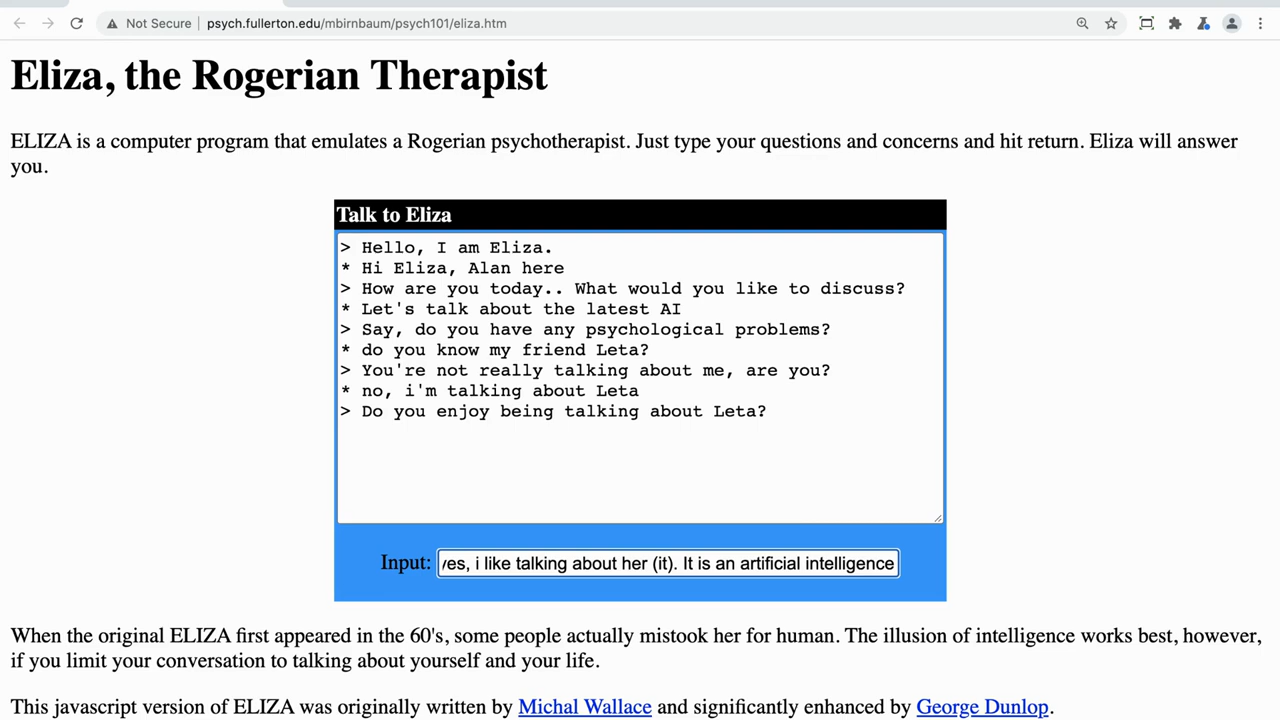 Not Secure psych.fullerton.edu/mbirnbaum/psych101/eliza.htm
Eliza, the Rogerian Therapist
ELIZA is a computer program that emulates a Rogerian psychotherapist. Just type your questions and concerns and hit return. Eliza will answer
you.
Talk to Eliza
> Hello, I am Eliza.
* Hi Eliza, Alan here
> How are you today.. What would you like to discuss?
* Let's talk about the latest AI
> Say, do you have any psychological problems?
* do you know my friend Leta?
> You're not really talking about me, are you?
* no, i'm talking about Leta
> Do you enjoy being talking about Leta?
Input: yes, i like talking about her (it). It is an artificial intelligence
When the original ELIZA first appeared in the 60's, some people actually mistook her for human. The illusion of intelligence works best, however,
if you limit your conversation to talking about yourself and your life.
This javascript version of ELIZA was originally written by Michal Wallace and significantly enhanced by George Dunlop.